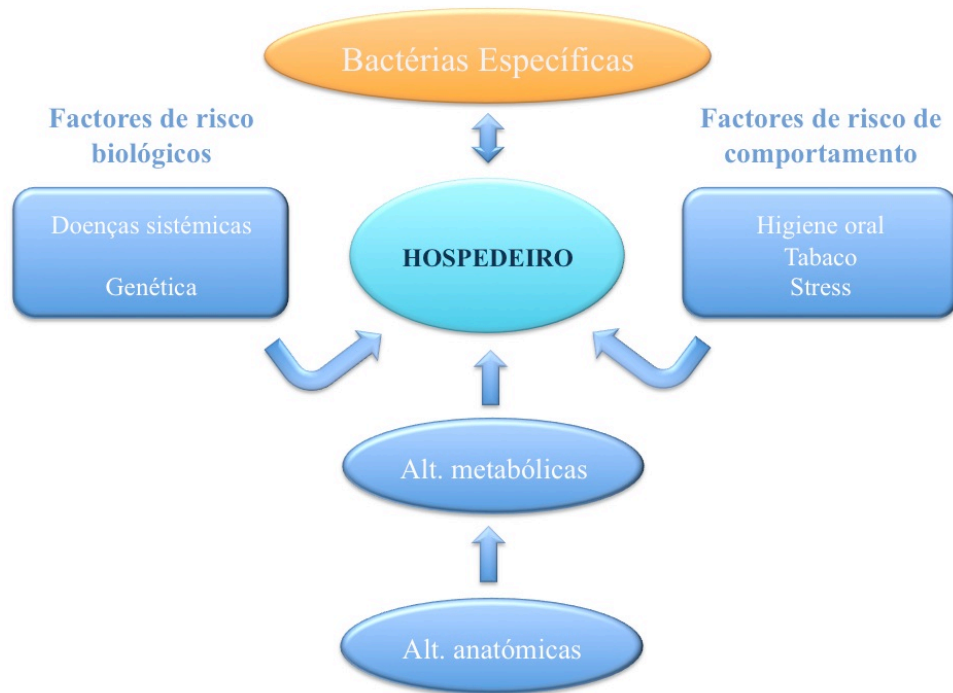 Bactérias Específicas
Factores de risco
biológicos
Factores de risco de
comportamento
Doenças sistémicas
Genética
HOSPEDEIRO
Higiene oral
Tabaco
Stress
Alt. metabólicas
Alt. anatómicas